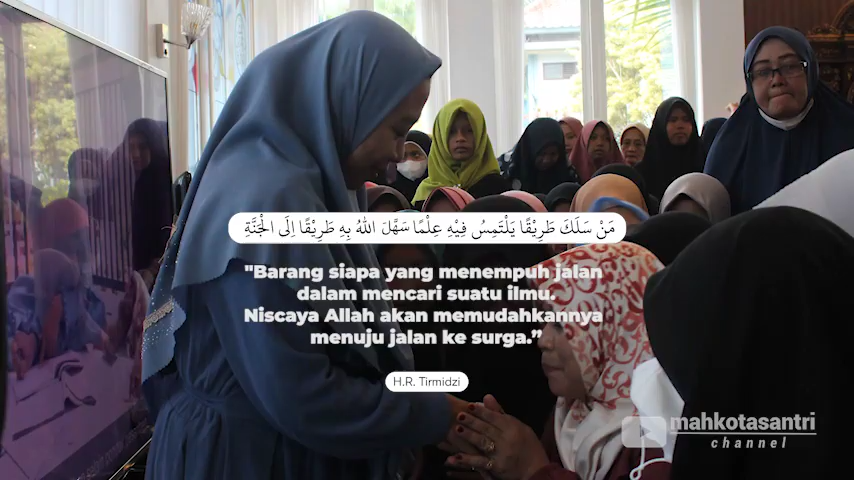 مَنْ سَلَكَ طَرِيْقًا يَلْتَمِسُ فِيْهِ عِلْمًا سَهَّلَ اللهُ بِهِ طَرِيْقًا اِلَى الْجَنَّةِ
"Barang siapa yang menempuh jalan
dalam mencari suatu ilmu.
Niscaya Allah akan memudahkannya
menuju jalan ke surga.”
H.R. Tirmidzi
mahkotasantri
channel